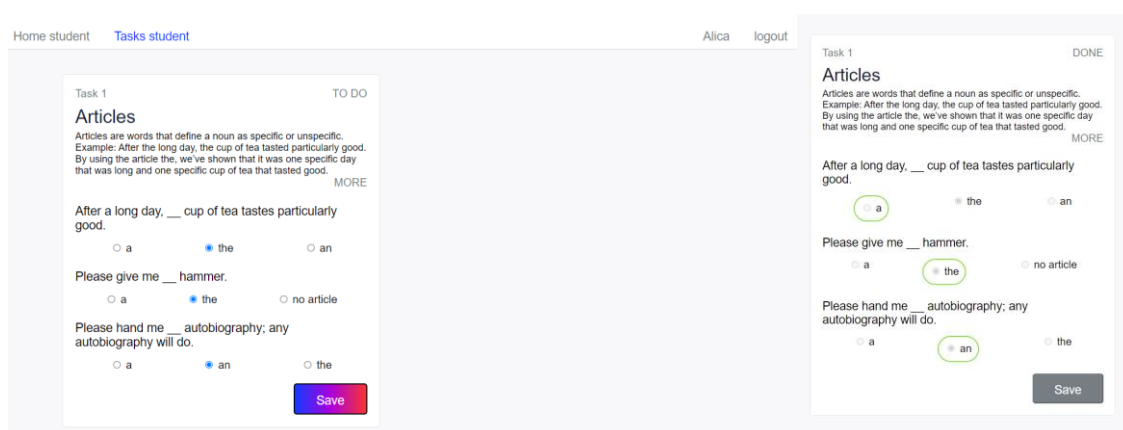 Home student Tasks student Alica logout
Task 1 TO DO
Articles
Articles are words that define a noun as specific or unspecific.
Example: After the long day, the cup of tea tasted particularly good.
By using the article the, we've shown that it was one specific day
that was long and one specific cup of tea that tasted good.
MORE
After a long day, __ cup of tea tastes particularly
good.
a the an
Please give me __ hammer.
a the no article
Please hand me __ autobiography; any
autobiography will do.
a an the
Save
Task 1 DONE
Articles
Articles are words that define a noun as specific or unspecific.
Example: After the long day, the cup of tea tasted particularly good.
By using the article the, we've shown that it was one specific day
that was long and one specific cup of tea that tasted good.
MORE
After a long day, __ cup of tea tastes particularly
good.
a the an
Please give me __ hammer.
a the no article
Please hand me __ autobiography; any
autobiography will do.
a an the
Save